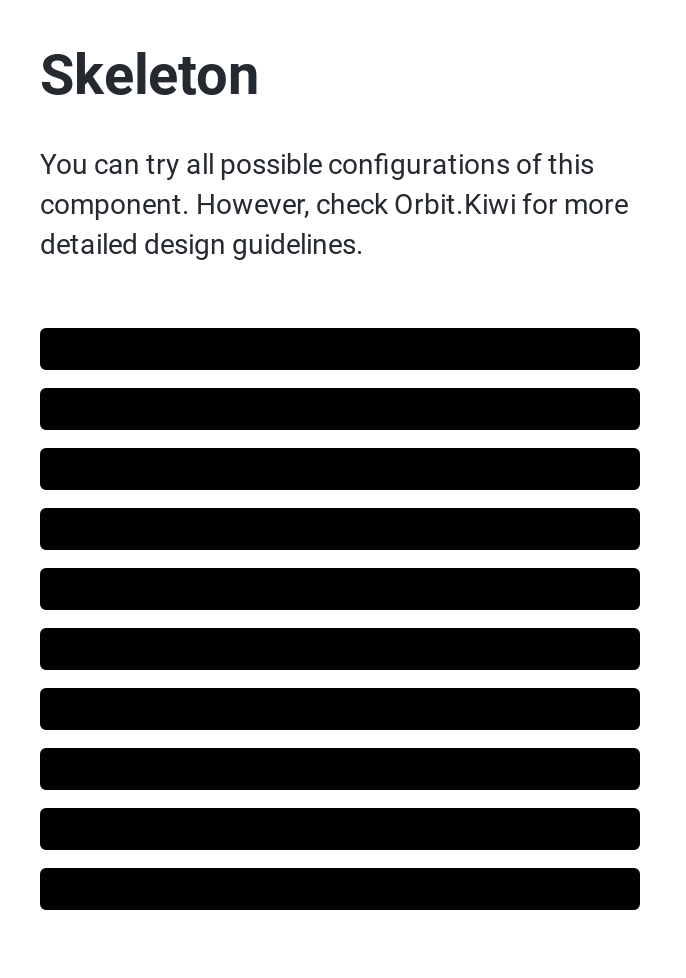 Skeleton
You can try all possible configurations of this
component. However, check Orbit.Kiwi for more
detailed design guidelines.